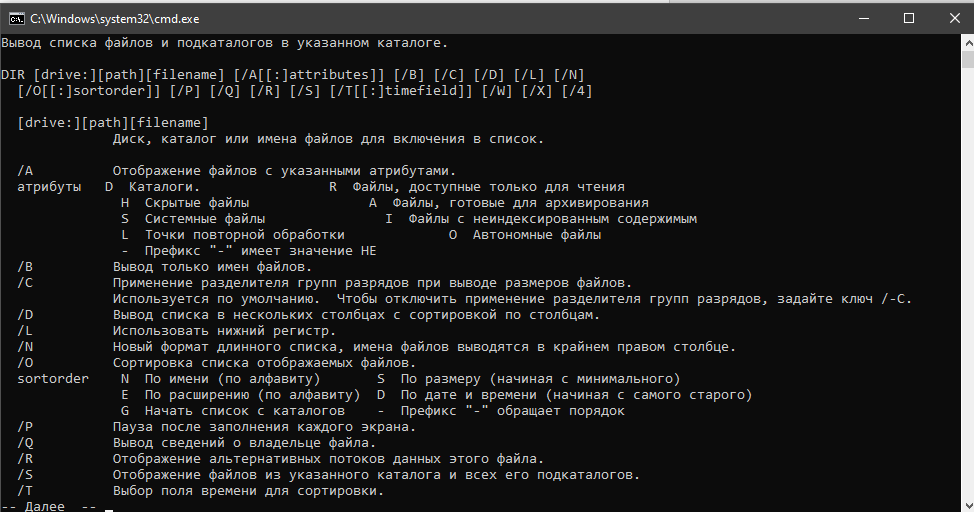 C:\Windows\system32\cmd.exe
Вывод списка файлов и подкаталогов в указанном каталоге.
DIR [drive:][path][filename] [/A[[:]attributes]] [/B] [/C] [/D] [/L] [/N]
[/O[[:]sortorder]] [/P] [/Q] [/R] [/S] [/T[[:]timefield]] [/W] [/X] [/4]
[drive:][path][filename]
Диск, каталог или имена файлов для включения в список.
/A Отображение файлов с указанными атрибутами.
атрибуты D Каталоги. R Файлы, доступные только для чтения
H Скрытые файлы A Файлы, готовые для архивирования
S Системные файлы I Файлы с неиндексированным содержимым
L Точки повторной обработки O Автономные файлы
- Префикс "-" имеет значение НЕ
/B Вывод только имен файлов.
/C Применение разделителя групп разрядов при выводе размеров файлов.
Используется по умолчанию. Чтобы отключить применение разделителя групп разрядов, задайте ключ /-C.
/D Вывод списка в нескольких столбцах с сортировкой по столбцам.
/L Использовать нижний регистр.
/N Новый формат длинного списка, имена файлов выводятся в крайнем правом столбце.
/O Сортировка списка отображаемых файлов.
sortorder N По имени (по алфавиту) S По размеру (начиная с минимального)
E По расширению (по алфавиту) D По дате и времени (начиная с самого старого)
G Начать список с каталогов - Префикс "-" обращает порядок
/P Пауза после заполнения каждого экрана.
/Q Вывод сведений о владельце файла.
/R Отображение альтернативных потоков данных этого файла.
/S Отображение файлов из указанного каталога и всех его подкаталогов.
/T Выбор поля времени для сортировки.
-- Далее --